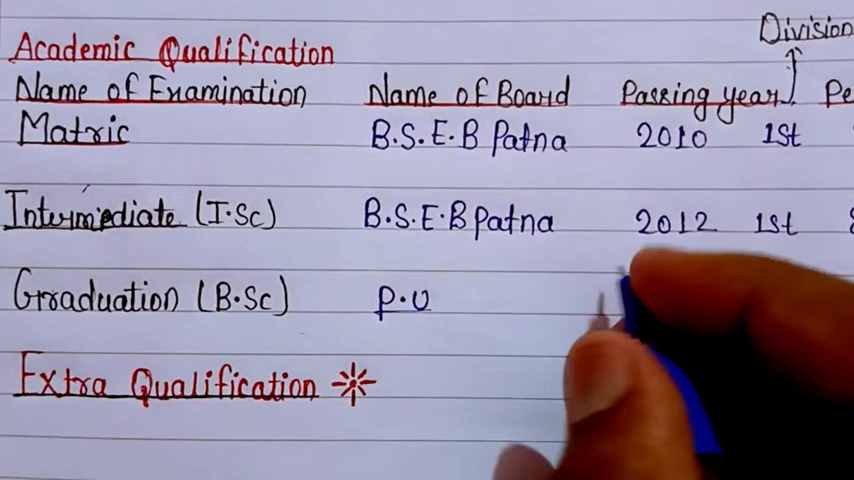 Division
Academic Qualification
Name of Examination Name of Board Passing year Pe
Matric B.S.E.B Patna 2010 1st
Intermediate (I.Sc) B.S.E.B Patna 2012 1st
Graduation (B.Sc) P.U
Extra Qualification